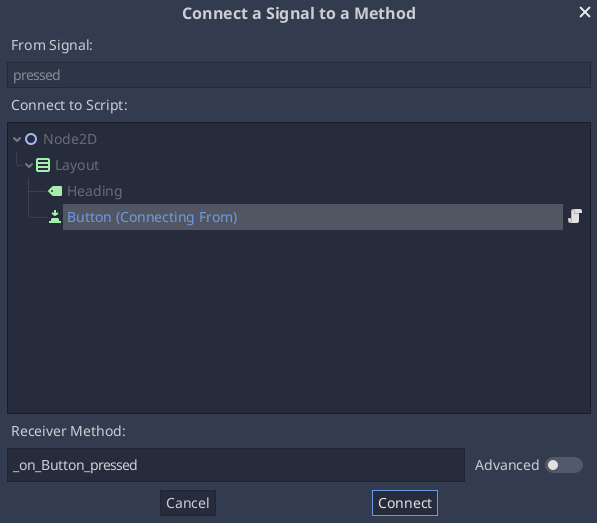 Connect a Signal to a Method
From Signal:
pressed
Connect to Script:
Node2D
Layout
Heading
Button (Connecting From)
Receiver Method:
_on_Button_pressed
Advanced
Cancel
Connect